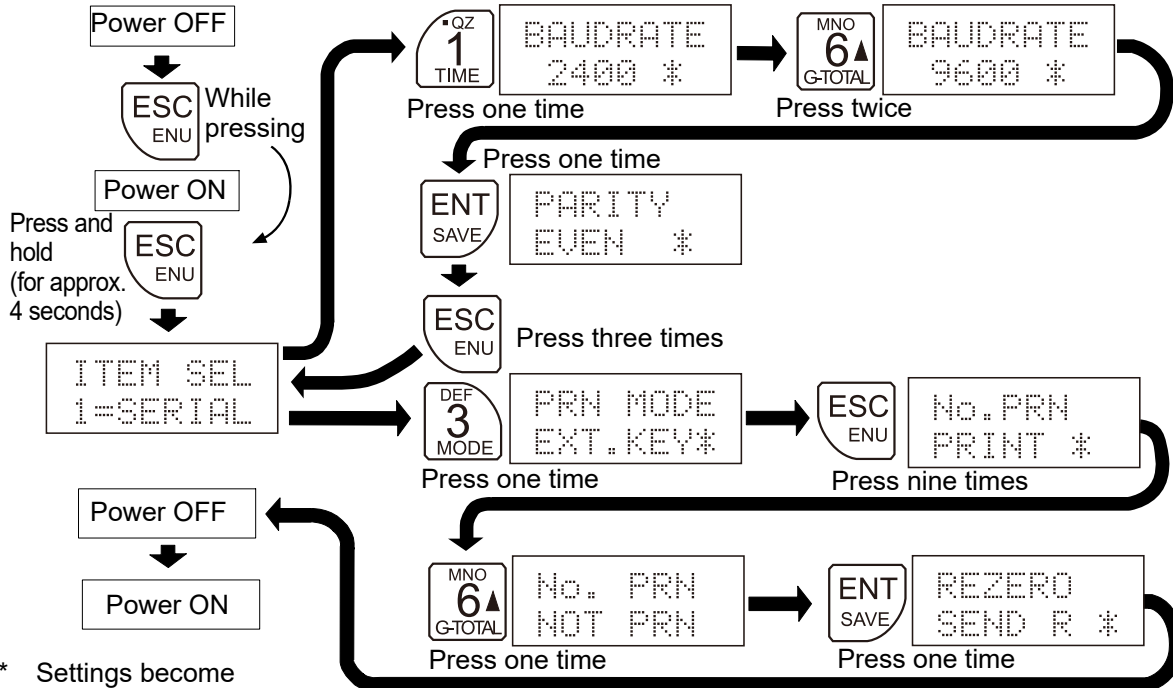 Power OFF
ESC
ENU
While
pressing
Power ON
Press and
hold
(for approx.
4 seconds)
ESC
ENU
ITEM SEL
1=SERIAL
▪QZ
1
TIME
Press one time
BAUDRATE
2400 *
MNO
6▲
G-TOTAL
Press twice
BAUDRATE
9600 *
Press one time
ENT
SAVE
PARITY
EVEN *
ESC
ENU
Press three times
DEF
3
MODE
Press one time
PRN MODE
EXT.KEY*
ESC
ENU
Press nine times
No.PRN
PRINT *
MNO
6▲
G-TOTAL
Press one time
No. PRN
NOT PRN
ENT
SAVE
Press one time
REZERO
SEND R *
Power OFF
Power ON
* Settings become